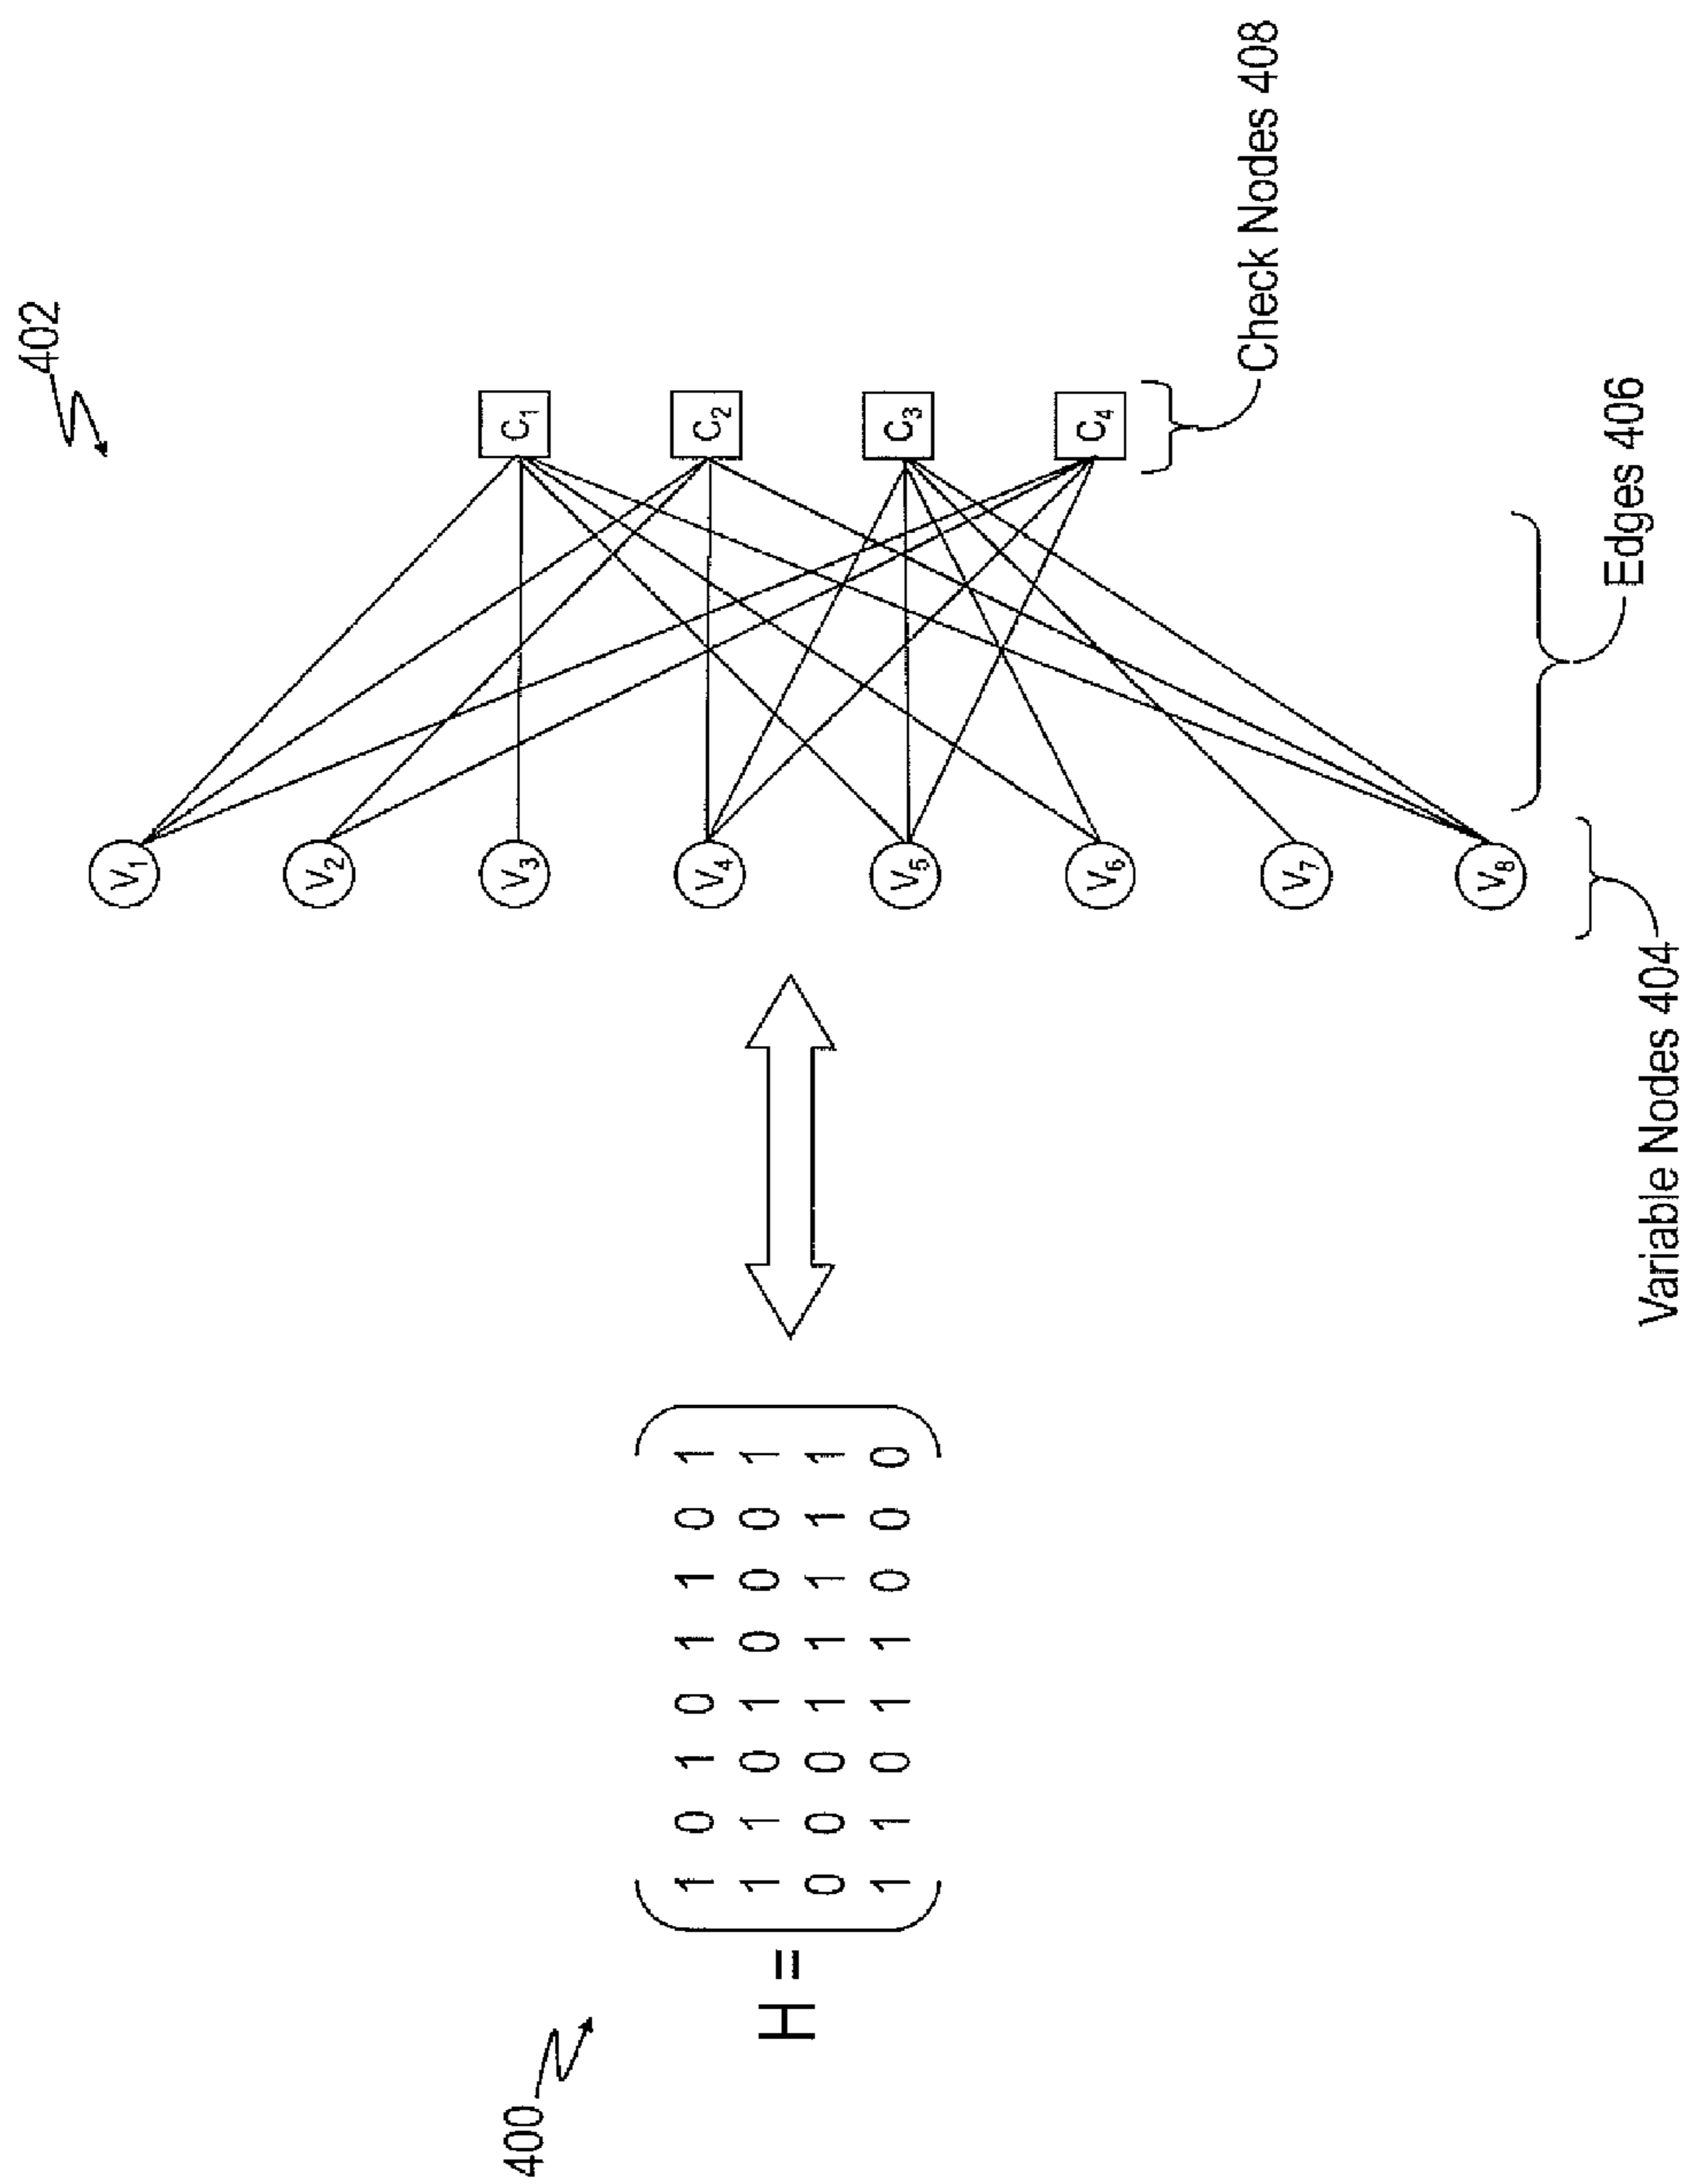 400
H =
1 0 1 0 1 1 0 1
1 1 0 1 0 0 0 1
0 0 0 1 1 1 1 1
1 1 0 1 1 0 0 0
402
V₁
V₂
V₃
V₄
V₅
V₆
V₇
V₈
C₁
C₂
C₃
C₄
Check Nodes 408
Edges 406
Variable Nodes 404